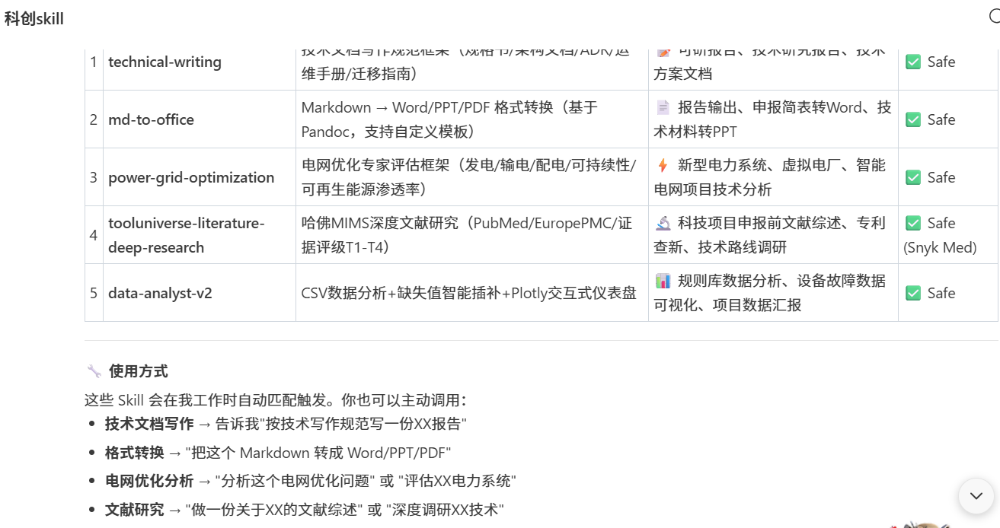 科创skill
技术文档写作规范框架（规格书/架构文档/ADR/运
维手册/迁移指南）
可研报告、技术研究报告、技术
方案文档
1 technical-writing
Safe
2 md-to-office
Markdown → Word/PPT/PDF 格式转换（基于
Pandoc，支持自定义模板）
报告输出、申报简表转Word、技
术材料转PPT
Safe
3 power-grid-optimization
电网优化专家评估框架（发电/输电/配电/可持续性/
可再生能源渗透率）
新型电力系统、虚拟电厂、智能
电网项目技术分析
Safe
4 tooluniverse-literature-
deep-research
哈佛MIMS深度文献研究（PubMed/EuropePMC/证
据评级T1-T4）
科技项目申报前文献综述、专利
查新、技术路线调研
Safe
(Snyk Med)
5 data-analyst-v2
CSV数据分析+缺失值智能插补+Plotly交互式仪表盘
规则库数据分析、设备故障数据
可视化、项目数据汇报
Safe
使用方式
这些 Skill 会在我工作时自动匹配触发。你也可以主动调用：
• 技术文档写作 → 告诉我"按技术写作规范写一份XX报告"
• 格式转换 → "把这个 Markdown 转成 Word/PPT/PDF"
• 电网优化分析 → "分析这个电网优化问题" 或 "评估XX电力系统"
• 文献研究 → "做一份关于XX的文献综述" 或 "深度调研XX技术"